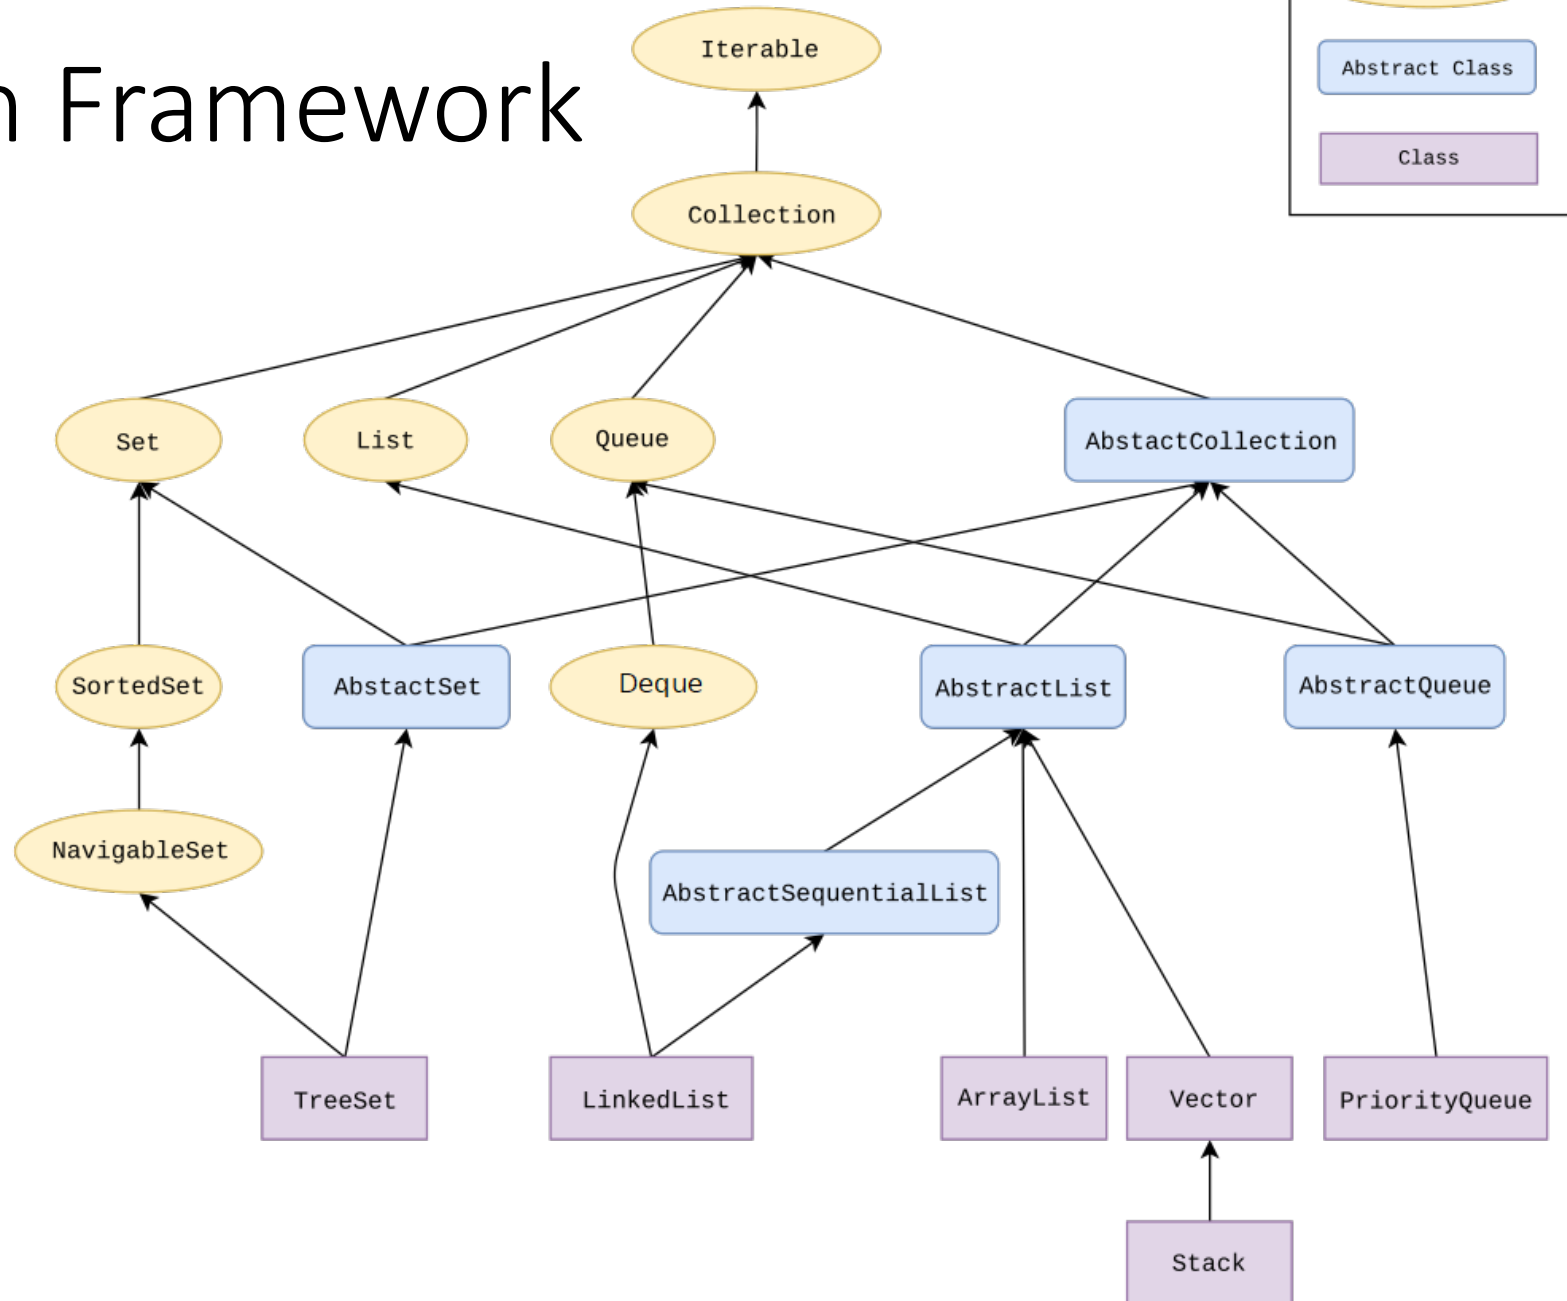 n Framework
Iterable
Abstract Class
Class
Collection
Set
List
Queue
AbstactCollection
SortedSet
AbstactSet
Deque
AbstractList
AbstractQueue
NavigableSet
AbstractSequentialList
TreeSet
LinkedList
ArrayList
Vector
PriorityQueue
Stack